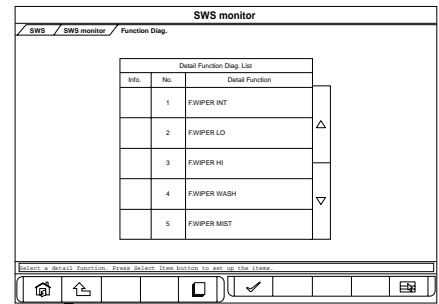 SWS monitor
SWS / SWS monitor / Function Diag.
Detail Function Diag. List
Info. No. Detail Function
1 F.WIPER INT
2 F.WIPER LO
3 F.WIPER HI
4 F.WIPER WASH
5 F.WIPER MIST
Select a detail function. Press Select Item button to set up the items.